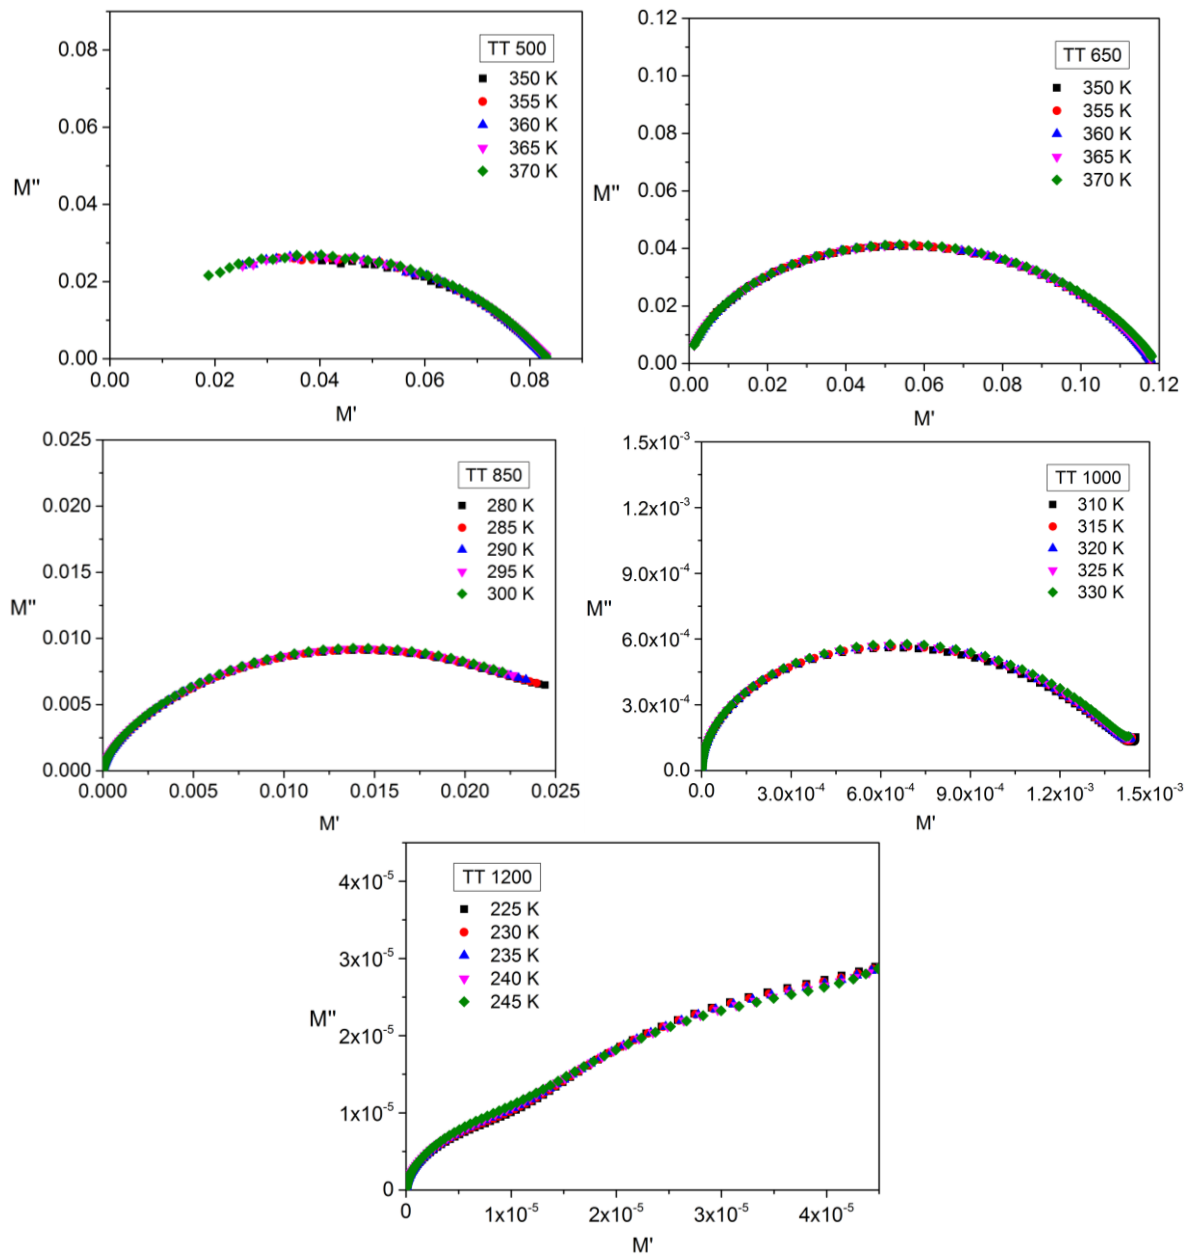 0.08
0.06
0.04
0.02
0.00
M''
TT 500
350 K
355 K
360 K
365 K
370 K
0.00 0.02 0.04 0.06 0.08
M'
0.12
0.10
0.08
0.06
0.04
0.02
0.00
M''
TT 650
350 K
355 K
360 K
365 K
370 K
0.00 0.02 0.04 0.06 0.08 0.10 0.12
M'
0.025
0.020
0.015
0.010
0.005
0.000
M''
TT 850
280 K
285 K
290 K
295 K
300 K
0.000 0.005 0.010 0.015 0.020 0.025
M'
1.5x10⁻³
1.2x10⁻³
9.0x10⁻⁴
6.0x10⁻⁴
3.0x10⁻⁴
0.0
M''
TT 1000
310 K
315 K
320 K
325 K
330 K
0.0 3.0x10⁻⁴ 6.0x10⁻⁴ 9.0x10⁻⁴ 1.2x10⁻³ 1.5x10⁻³
M'
4x10⁻⁵
3x10⁻⁵
2x10⁻⁵
1x10⁻⁵
0
M''
TT 1200
225 K
230 K
235 K
240 K
245 K
0 1x10⁻⁵ 2x10⁻⁵ 3x10⁻⁵ 4x10⁻⁵
M'